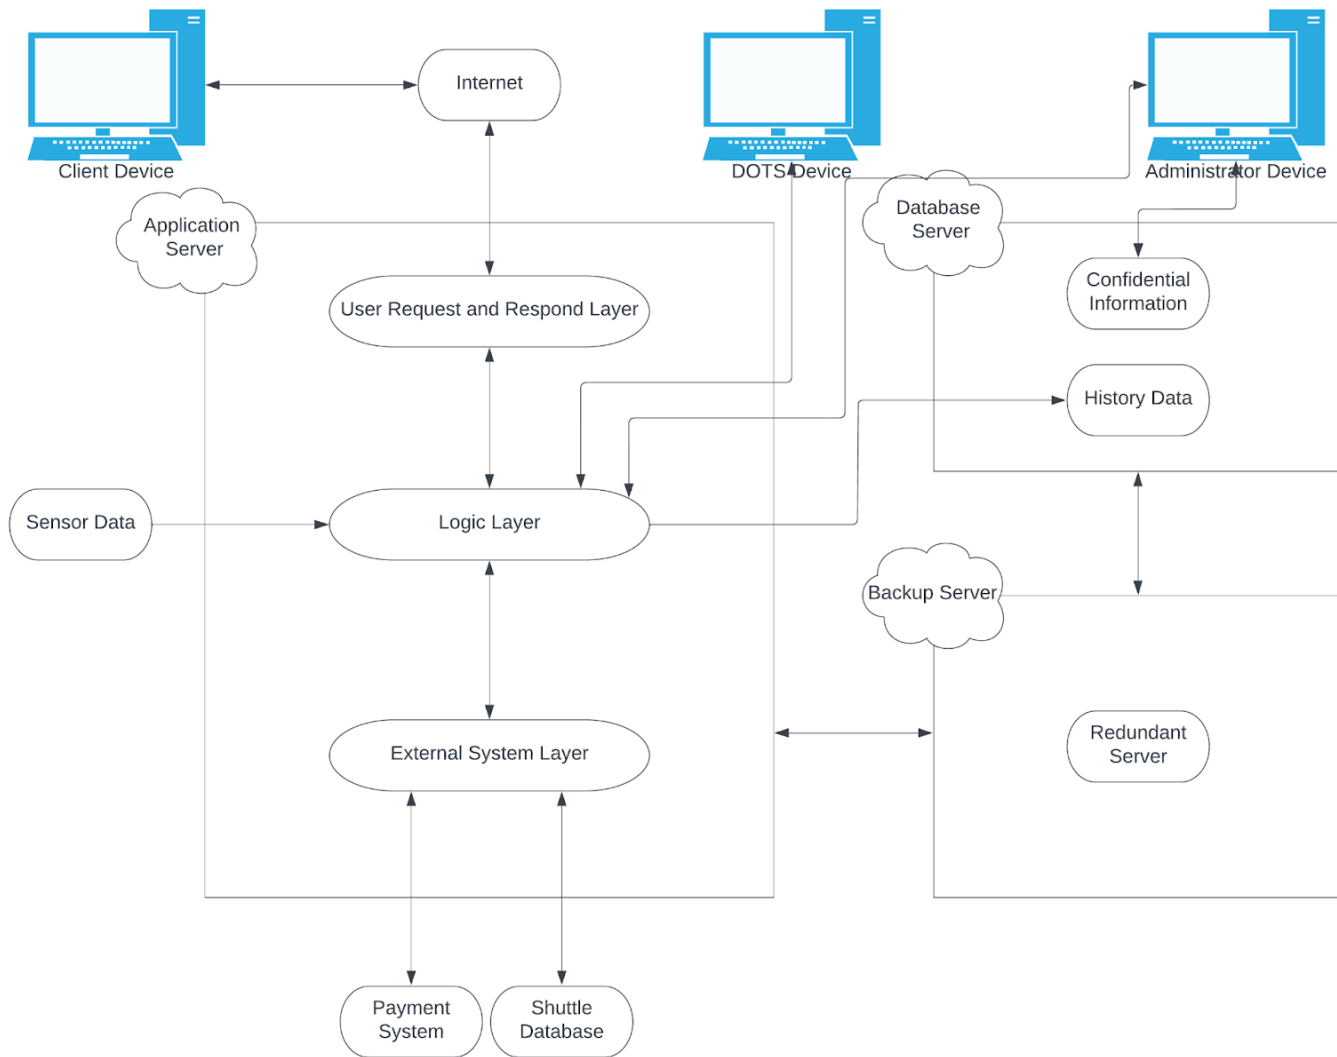 Internet
Client Device
DOTS Device
Administrator Device
Application
Server
Database
Server
Confidential
Information
User Request and Respond Layer
History Data
Sensor Data
Logic Layer
Backup Server
External System Layer
Redundant
Server
Payment
System
Shuttle
Database